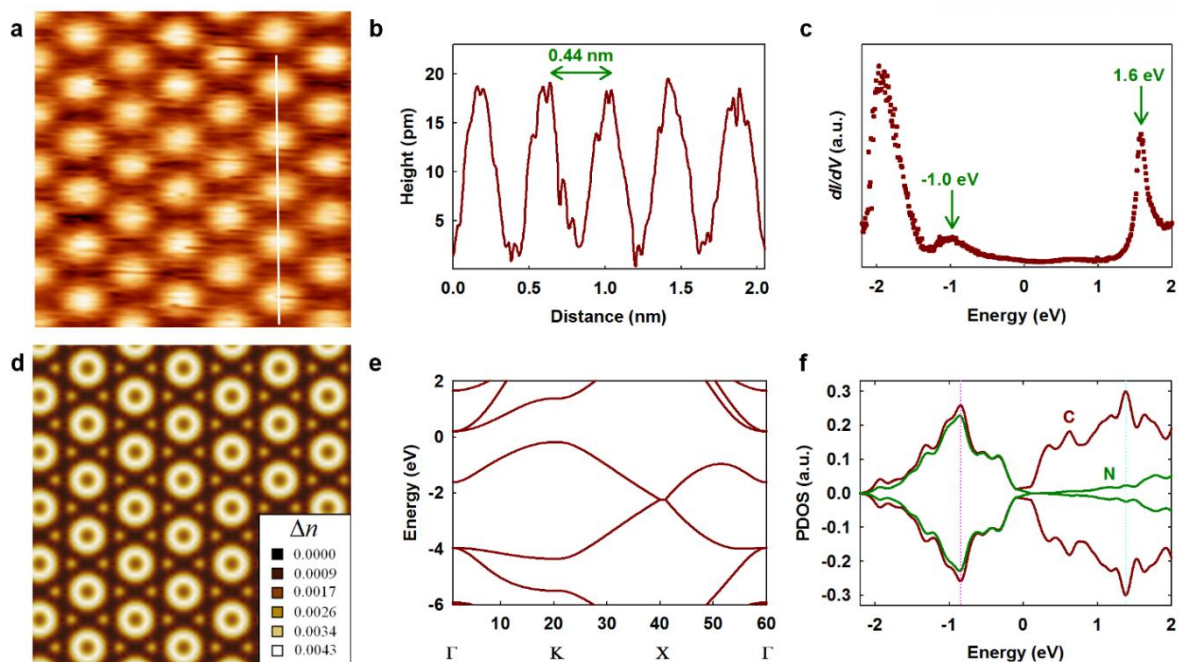 a
b
0.44 nm
Height (pm)
20
15
10
5
0.0 0.5 1.0 1.5 2.0
Distance (nm)
c
1.6 eV
-1.0 eV
dI/dV (a.u.)
-2 -1 0 1 2
Energy (eV)
d
Δn
0.0000
0.0009
0.0017
0.0026
0.0034
0.0043
e
Energy (eV)
2
0
-2
-4
-6
10 20 30 40 50 60
Γ K X Γ
f
PDOS (a.u.)
0.3
0.2
0.1
0.0
-0.1
-0.2
-0.3
C
N
-2 -1 0 1 2
Energy (eV)